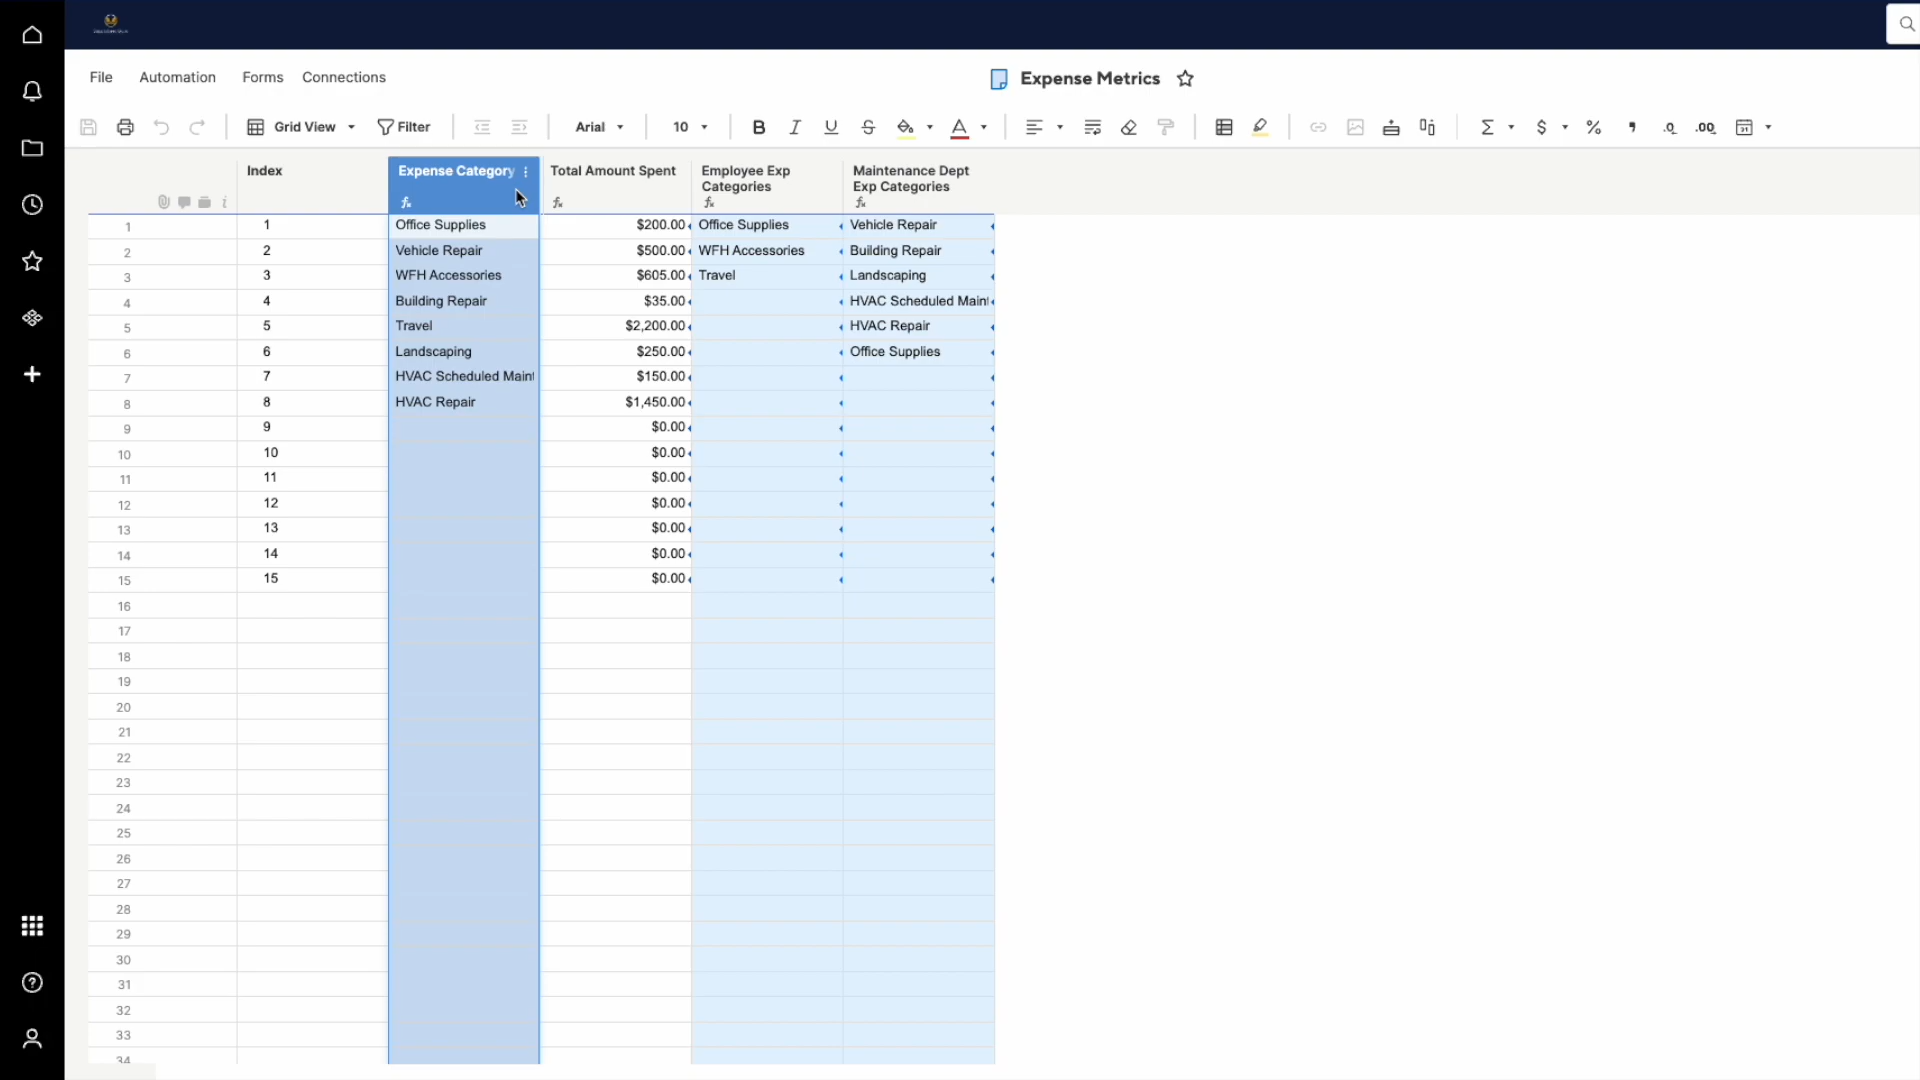 File Automation Forms Connections
Expense Metrics
Grid View Filter Arial 10 B I U S A Σ $ % .0 .00
Index Expense Category Total Amount Spent Employee Exp Categories Maintenance Dept Exp Categories
fx fx fx fx
1 1 Office Supplies $200.00 Office Supplies Vehicle Repair
2 2 Vehicle Repair $500.00 WFH Accessories Building Repair
3 3 WFH Accessories $605.00 Travel Landscaping
4 4 Building Repair $35.00 HVAC Scheduled Maint
5 5 Travel $2,200.00 HVAC Repair
6 6 Landscaping $250.00 Office Supplies
7 7 HVAC Scheduled Maint $150.00
8 8 HVAC Repair $1,450.00
9 9 $0.00
10 10 $0.00
11 11 $0.00
12 12 $0.00
13 13 $0.00
14 14 $0.00
15 15 $0.00
16
17
18
19
20
21
22
23
24
25
26
27
28
29
30
31
32
33
34